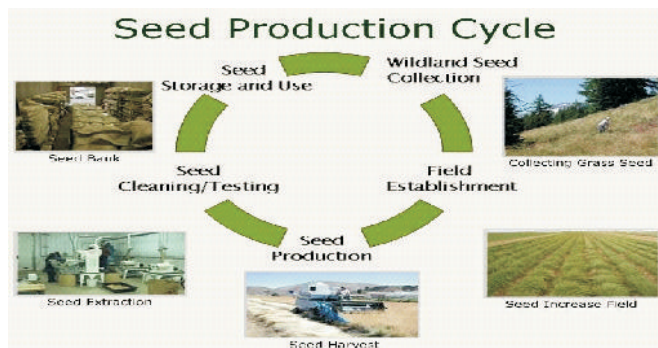 Seed Production Cycle
Seed
Storage and Use
Wildland Seed
Collection
Seed Bank
Collecting Grass Seed
Seed
Cleaning/Testing
Field
Establishment
Seed
Production
Seed Extraction
Seed Increase Field
Seed Harvest